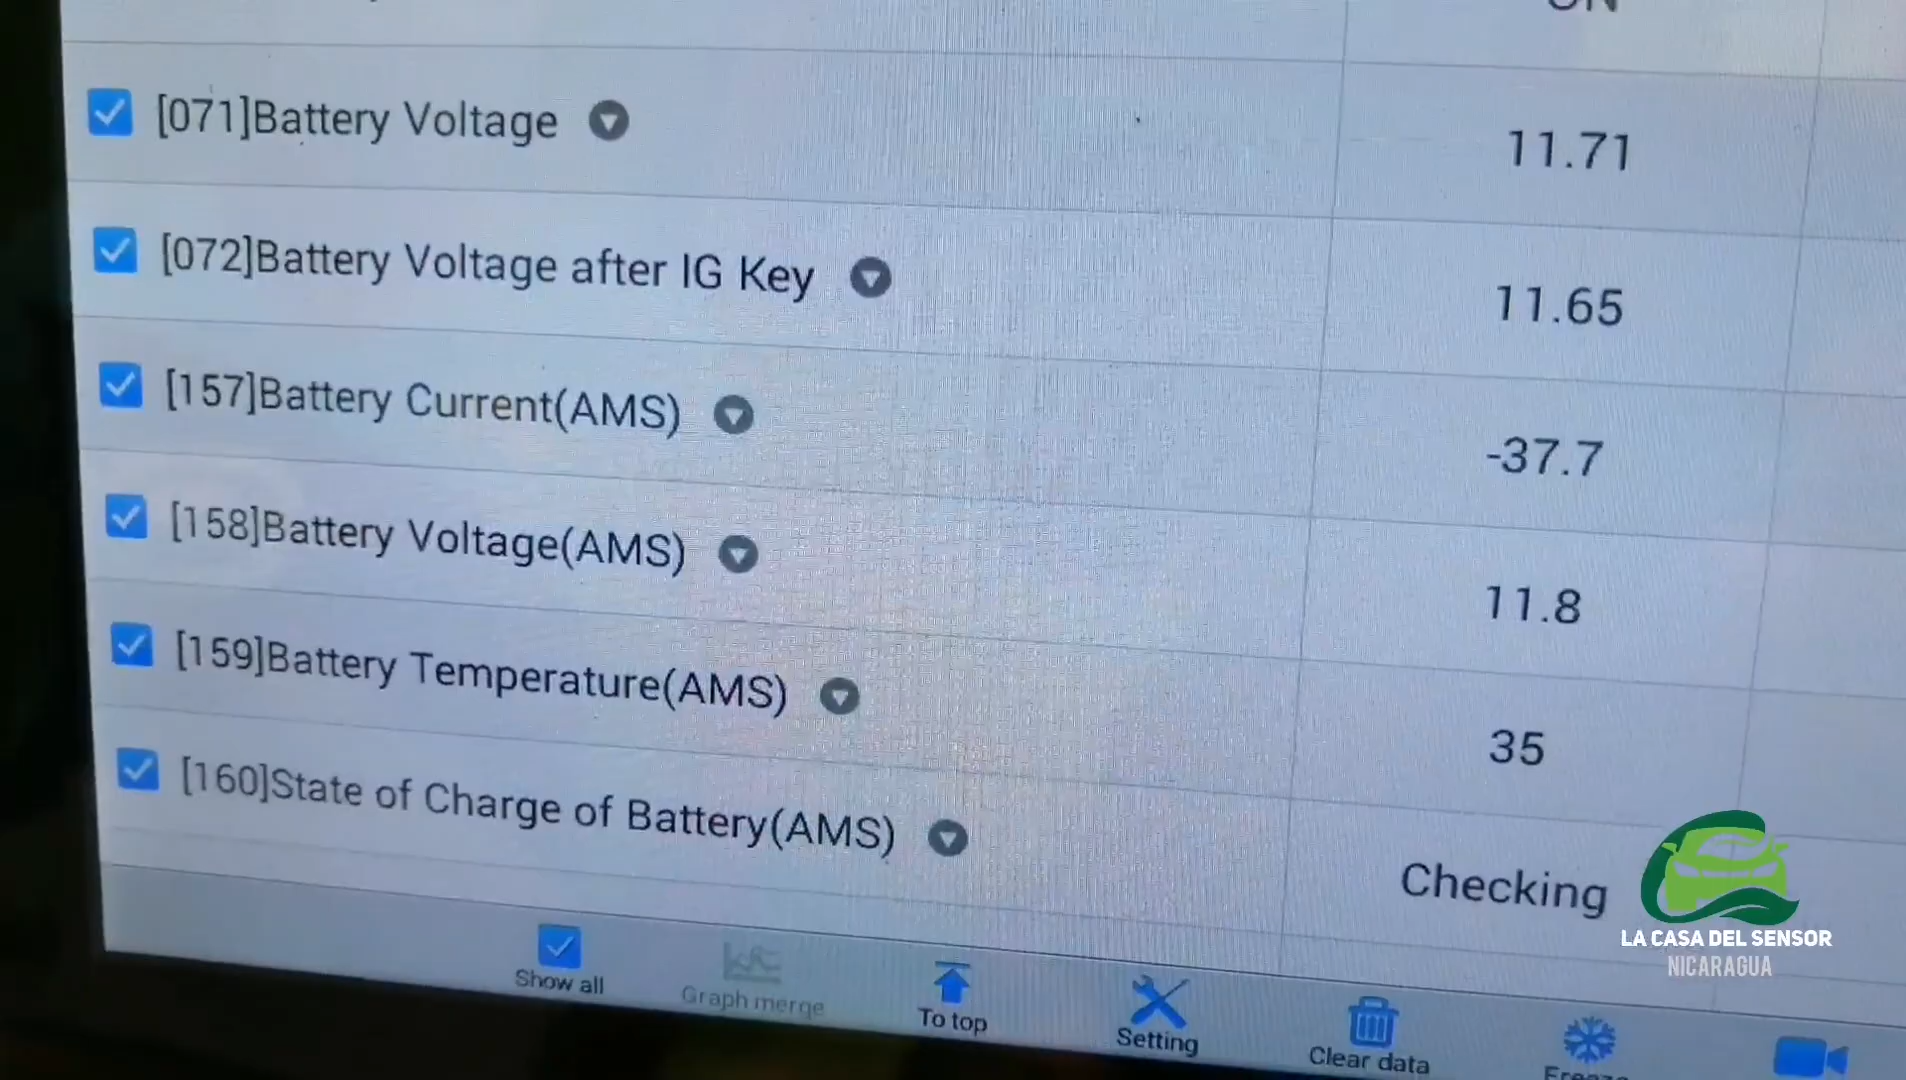 ON
[071]Battery Voltage
11.71
[072]Battery Voltage after IG Key
11.65
[157]Battery Current(AMS)
-37.7
[158]Battery Voltage(AMS)
11.8
[159]Battery Temperature(AMS)
35
[160]State of Charge of Battery(AMS)
Checking
LA CASA DEL SENSOR
NICARAGUA
Show all
Graph merge
To top
Setting
Clear data